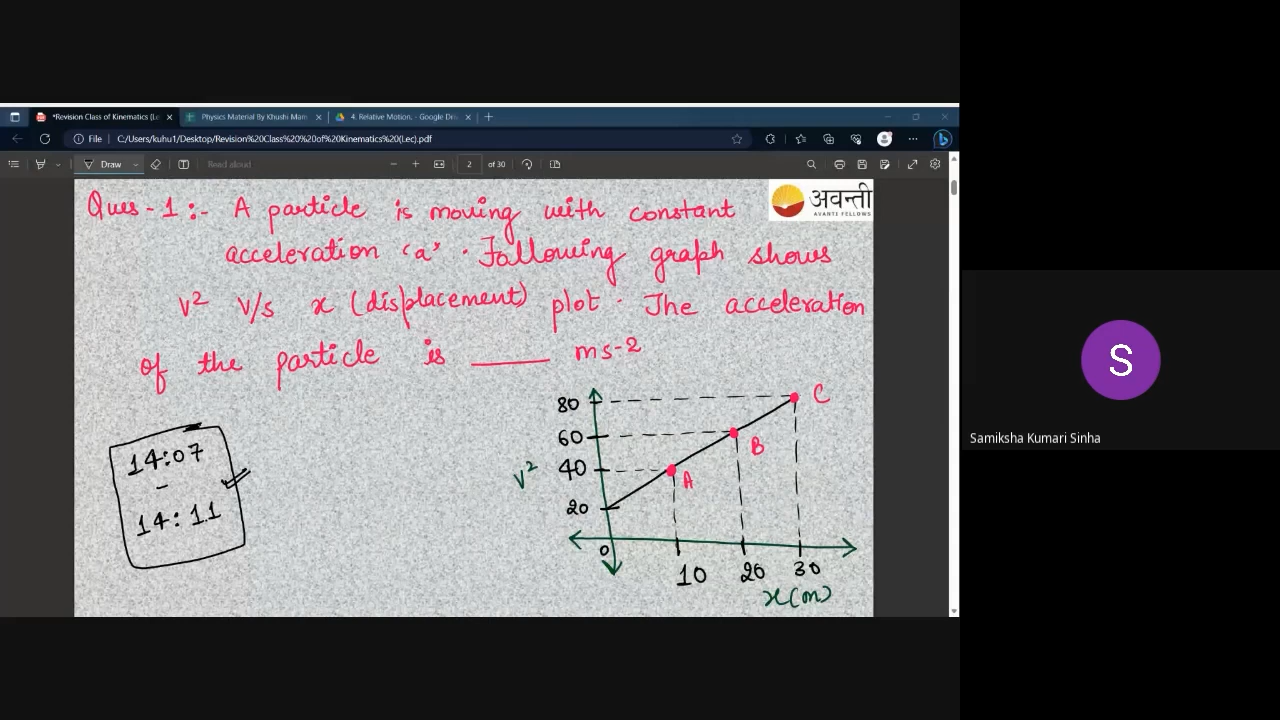 *Revision Class of Kinematics (Le
Physics Material By Khushi Mam
4. Relative Motion. - Google Dri
File
C:/Users/kuhu1/Desktop/Revision%20Class%20%20of%20Kinematics%20(Lec).pdf
Draw
Read aloud
2 of 30
Ques-1:- A particle is moving with constant
अवन्ती
AVANTI FELLOWS
acceleration 'a'. Following graph shows
v² v/s x (displacement) plot. The acceleration
of the particle is ______ ms-2
14:07
-
14:11
80
C
60
B
v²
40
A
20
0
10 20 30
x(m)
S
Samiksha Kumari Sinha